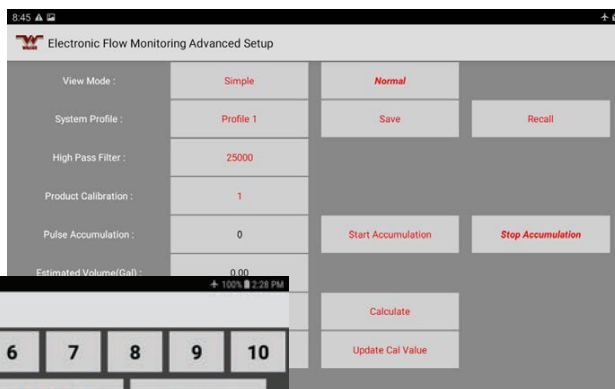 8:45
Electronic Flow Monitoring Advanced Setup
View Mode : Simple Normal
System Profile : Profile 1 Save Recall
High Pass Filter : 25000
Product Calibration : 1
Pulse Accumulation : 0 Start Accumulation Stop Accumulation
Estimated Volume(Gal) : 0.00
100% 2:28 PM
Calculate
6 7 8 9 10
Update Cal Value